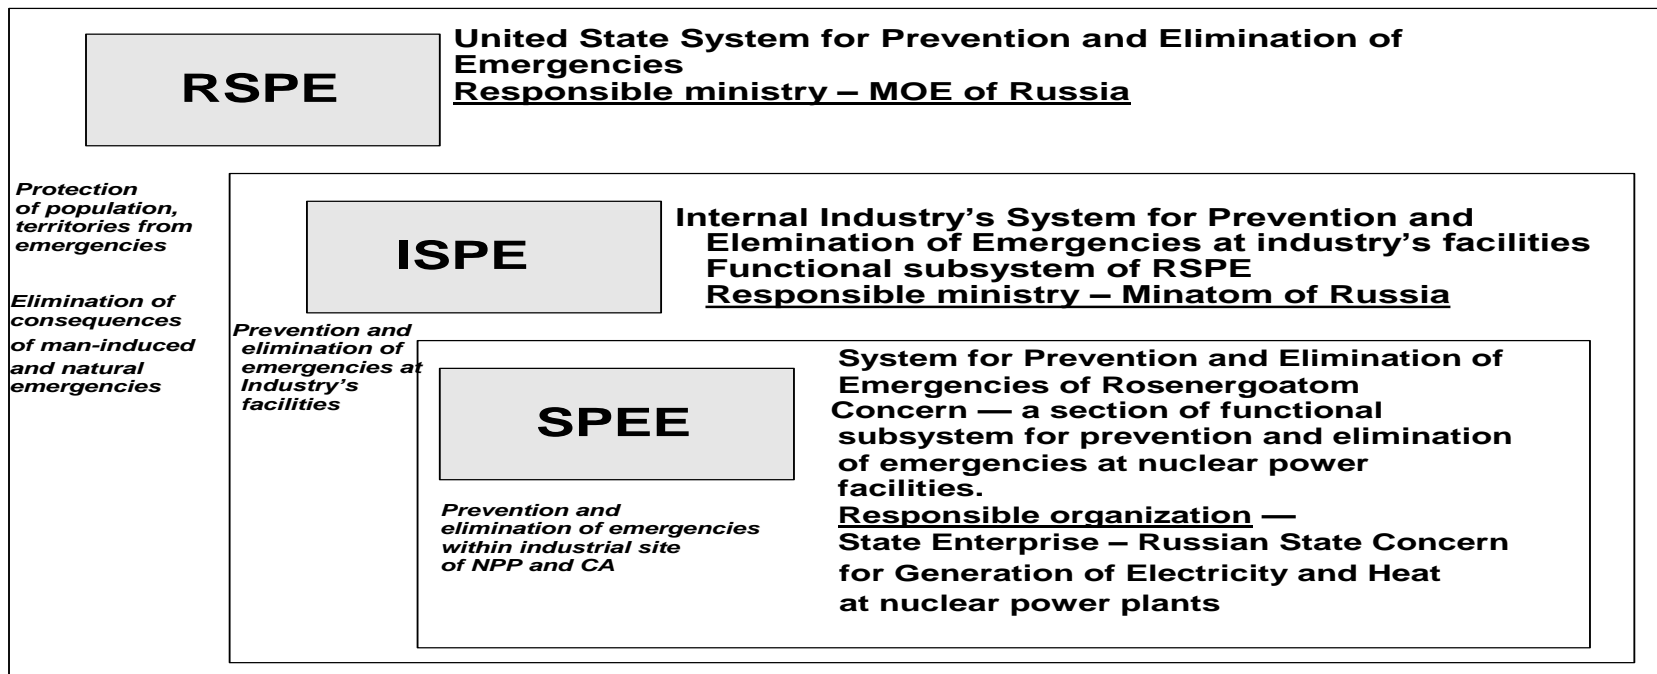 RSPE
United State System for Prevention and Elimination of
Emergencies
Responsible ministry – MOE of Russia
Protection
of population,
territories from
emergencies
Elimination of
consequences
of man-induced
and natural
emergencies
ISPE
Internal Industry’s System for Prevention and
Elemination of Emergencies at industry’s facilities
Functional subsystem of RSPE
Responsible ministry – Minatom of Russia
Prevention and
elimination of
emergencies at
Industry’s
facilities
SPEE
System for Prevention and Elimination of
Emergencies of Rosenergoatom
Concern — a section of functional
subsystem for prevention and elimination
of emergencies at nuclear power
facilities.
Responsible organization —
State Enterprise – Russian State Concern
for Generation of Electricity and Heat
at nuclear power plants
Prevention and
elimination of emergencies
within industrial site
of NPP and CA